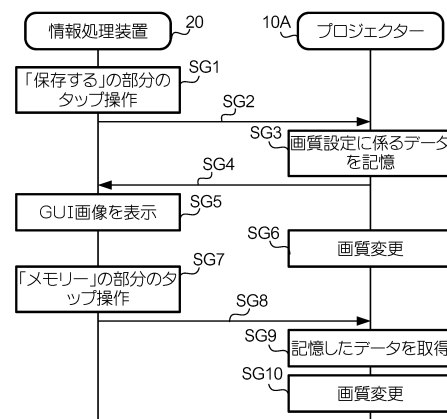 情報処理装置
20
10A
プロジェクター
「保存する」の部分の
タップ操作
SG1
SG2
SG3
画質設定に係るデータ
を記憶
SG4
GUI画像を表示
SG5
SG6
画質変更
「メモリー」の部分のタ
ップ操作
SG7
SG8
SG9
記憶したデータを取得
SG10
画質変更